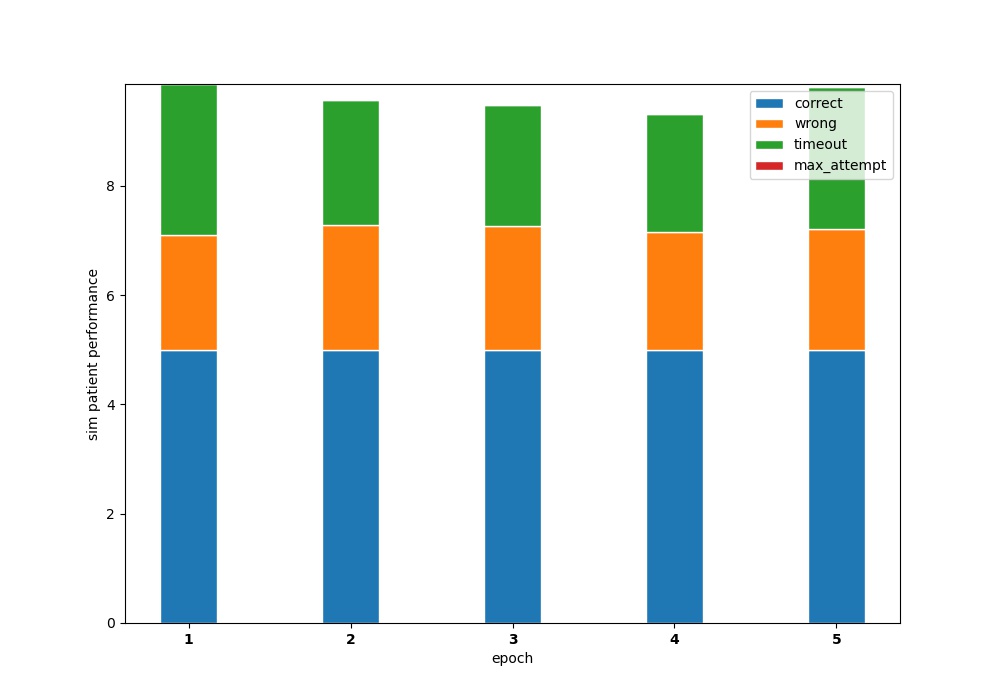 correct
wrong
timeout
max_attempt
8
6
4
2
0
sim patient performance
1 2 3 4 5
epoch